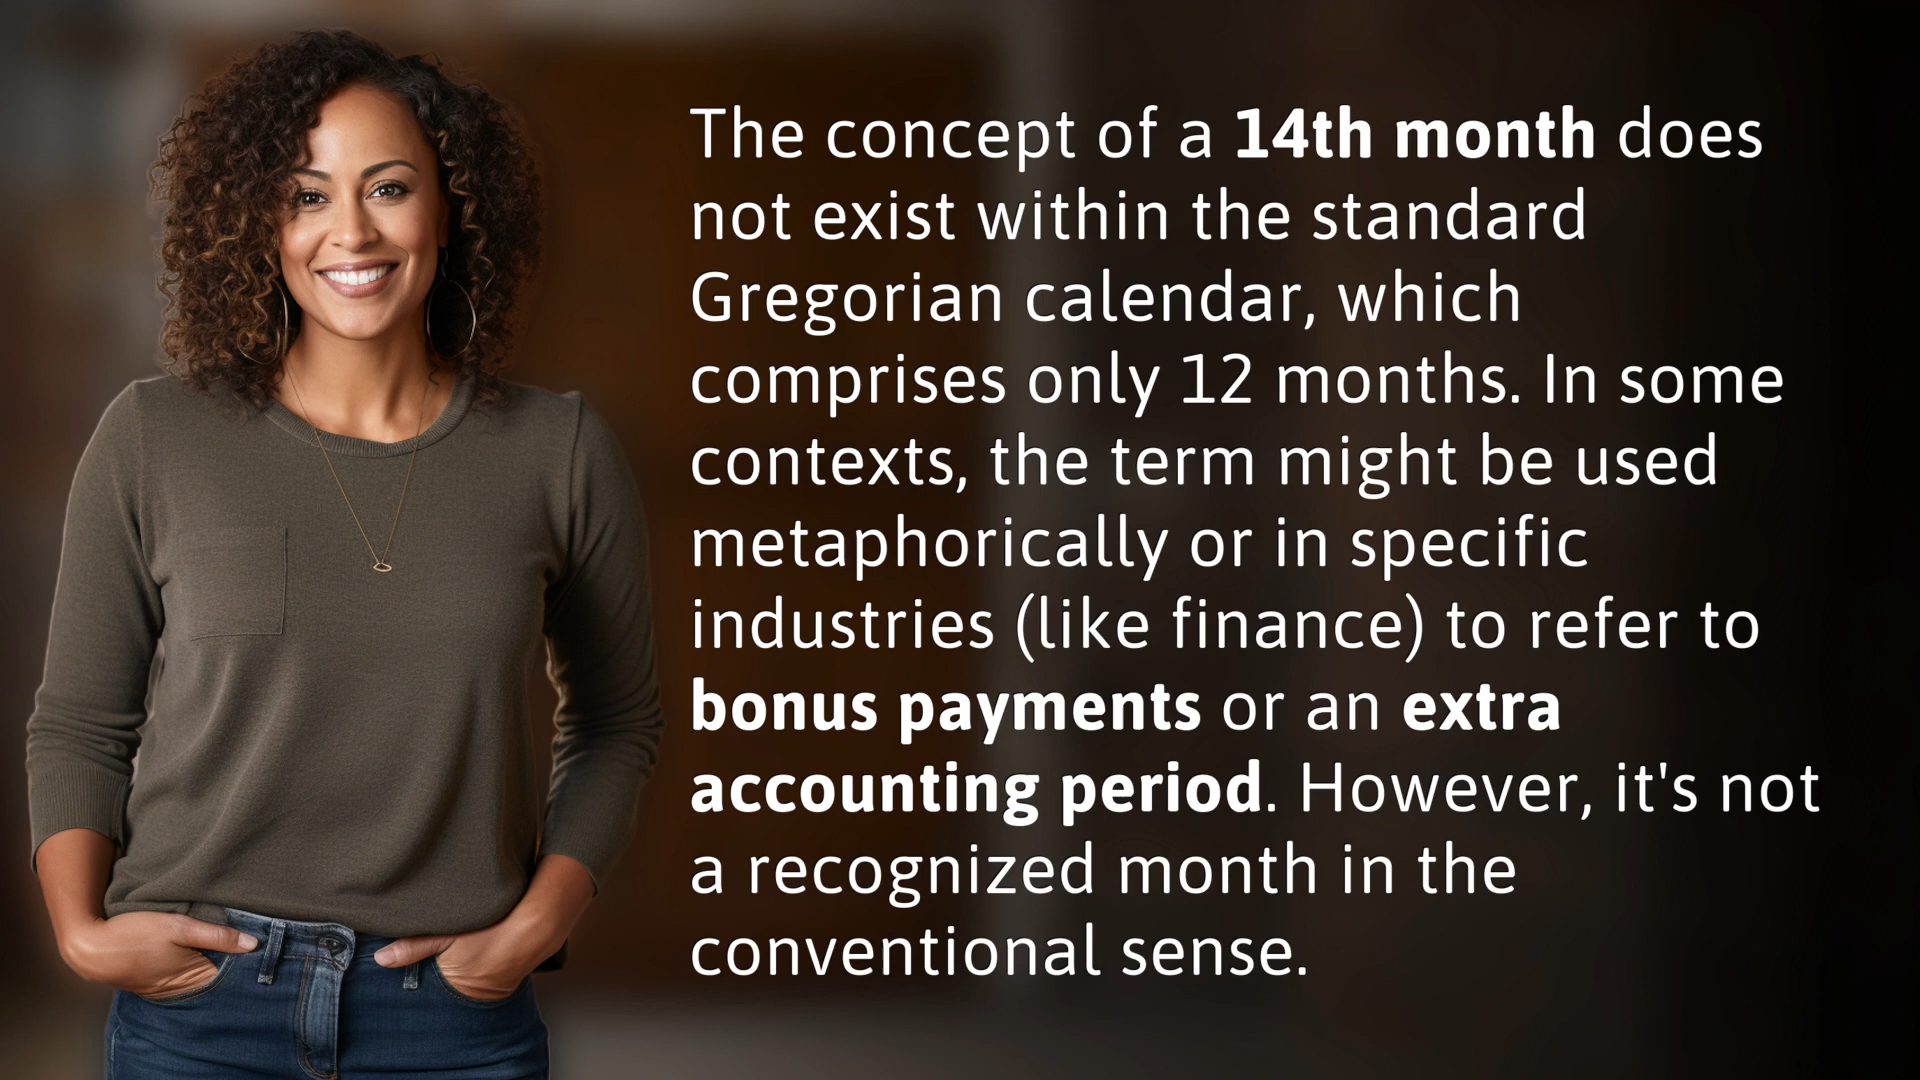 The concept of a 14th month does
not exist within the standard
Gregorian calendar, which
comprises only 12 months. In some
contexts, the term might be used
metaphorically or in specific
industries (like finance) to refer to
bonus payments or an extra
accounting period. However, it's not
a recognized month in the
conventional sense.